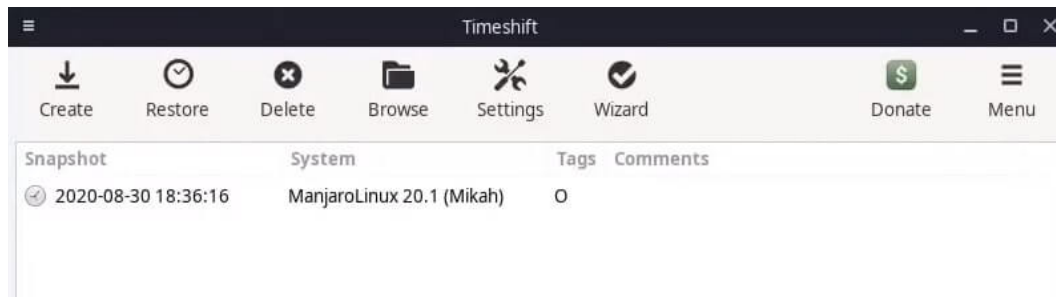 Timeshift
Create Restore Delete Browse Settings Wizard Donate Menu
Snapshot System Tags Comments
2020-08-30 18:36:16 ManjaroLinux 20.1 (Mikah) O